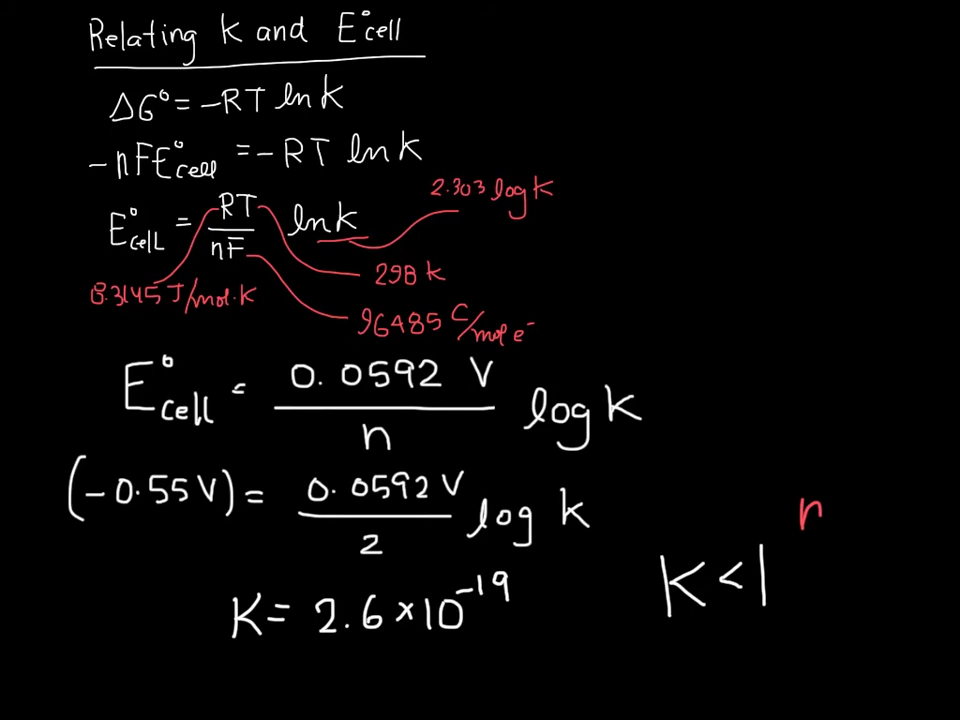 Relating K and E°cell
ΔG° = -RT ln K
-nFE°cell = -RT ln K
2.303 log K
E°cell = RT/nF ln K
298 K
8.3145 J/mol.K
96485 C/mol e⁻
E°cell = 0.0592 V/n log K
(-0.55V) = 0.0592 V/2 log K
r
K < 1
K = 2.6 × 10⁻¹⁹